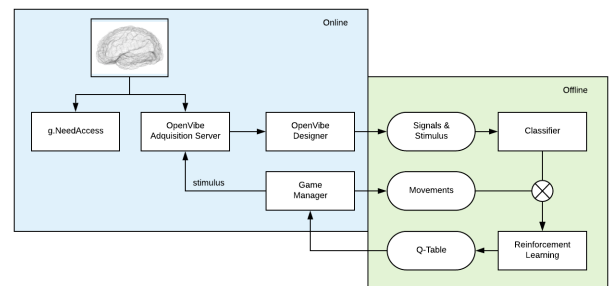 Online
Offline
g.NeedAccess
OpenVibe
Adquisition Server
OpenVibe
Designer
Signals &
Stimulus
Classifier
stimulus
Game
Manager
Movements
Q-Table
Reinforcement
Learning